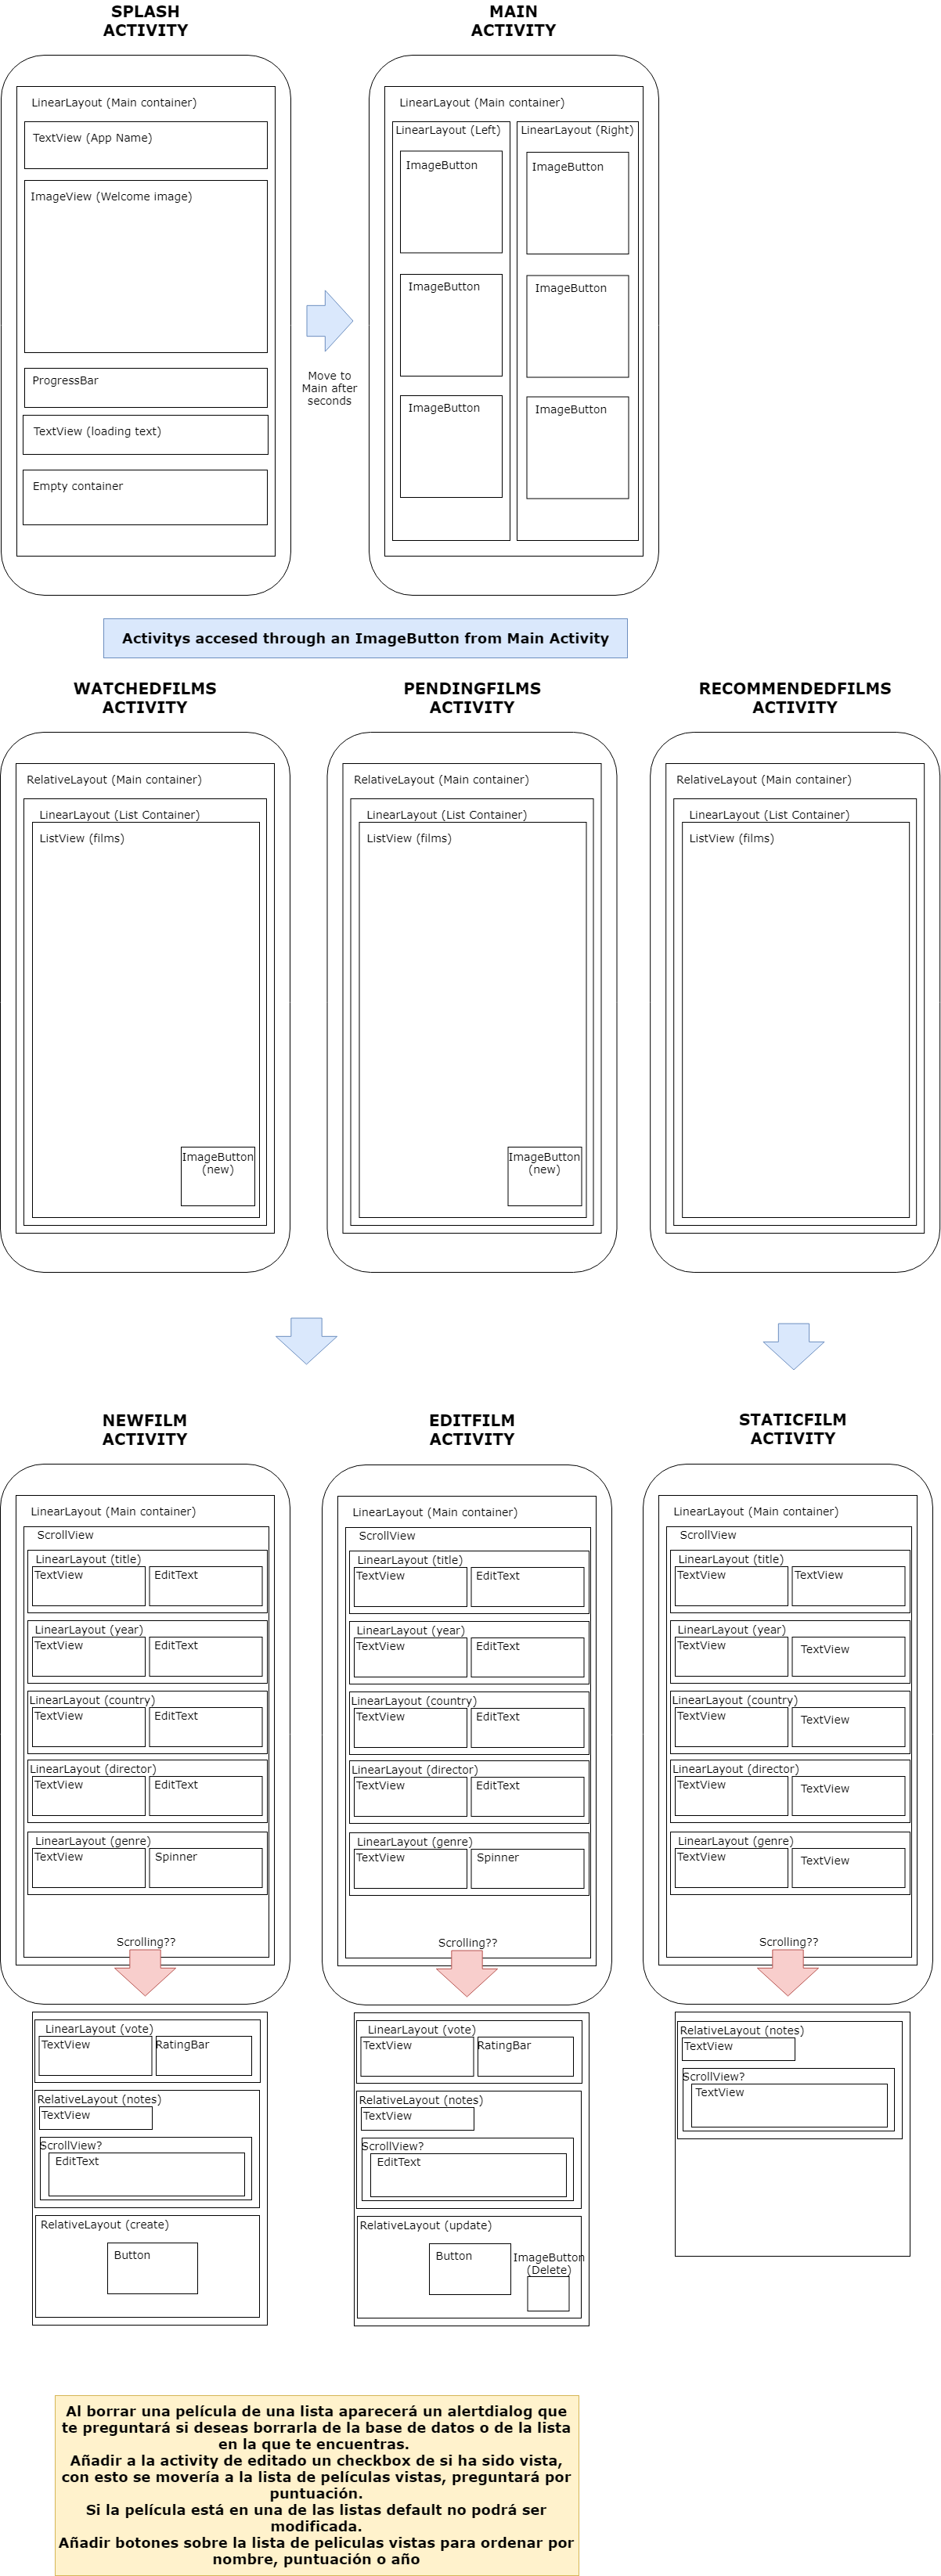 SPLASH
ACTIVITY
MAIN
ACTIVITY
LinearLayout (Main container)
TextView (App Name)
ImageView (Welcome image)
ProgressBar
TextView (loading text)
Empty container
Move to
Main after
seconds
LinearLayout (Main container)
LinearLayout (Left)
LinearLayout (Right)
ImageButton
ImageButton
ImageButton
ImageButton
ImageButton
ImageButton
Activitys accesed through an ImageButton from Main Activity
WATCHEDFILMS
ACTIVITY
RelativeLayout (Main container)
LinearLayout (List Container)
ListView (films)
ImageButton
(new)
PENDINGFILMS
ACTIVITY
RelativeLayout (Main container)
LinearLayout (List Container)
ListView (films)
ImageButton
(new)
RECOMMENDEDFILMS
ACTIVITY
RelativeLayout (Main container)
LinearLayout (List Container)
ListView (films)
NEWFILM
ACTIVITY
LinearLayout (Main container)
ScrollView
LinearLayout (title)
TextView
EditText
LinearLayout (year)
TextView
EditText
LinearLayout (country)
TextView
EditText
LinearLayout (director)
TextView
EditText
LinearLayout (genre)
TextView
Spinner
Scrolling??
LinearLayout (vote)
TextView
RatingBar
RelativeLayout (notes)
TextView
ScrollView?
EditText
RelativeLayout (create)
Button
EDITFILM
ACTIVITY
LinearLayout (Main container)
ScrollView
LinearLayout (title)
TextView
EditText
LinearLayout (year)
TextView
EditText
LinearLayout (country)
TextView
EditText
LinearLayout (director)
TextView
EditText
LinearLayout (genre)
TextView
Spinner
Scrolling??
LinearLayout (vote)
TextView
RatingBar
RelativeLayout (notes)
TextView
ScrollView?
EditText
RelativeLayout (update)
Button
ImageButton
(Delete)
STATICFILM
ACTIVITY
LinearLayout (Main container)
ScrollView
LinearLayout (title)
TextView
TextView
LinearLayout (year)
TextView
TextView
LinearLayout (country)
TextView
TextView
LinearLayout (director)
TextView
TextView
LinearLayout (genre)
TextView
TextView
Scrolling??
RelativeLayout (notes)
TextView
ScrollView?
TextView
Al borrar una película de una lista aparecerá un alertdialog que
te preguntará si deseas borrarla de la base de datos o de la lista
en la que te encuentras.
Añadir a la activity de editado un checkbox de si ha sido vista,
con esto se movería a la lista de películas vistas, preguntará por
puntuación.
Si la película está en una de las listas default no podrá ser
modificada.
Añadir botones sobre la lista de peliculas vistas para ordenar por
nombre, puntuación o año